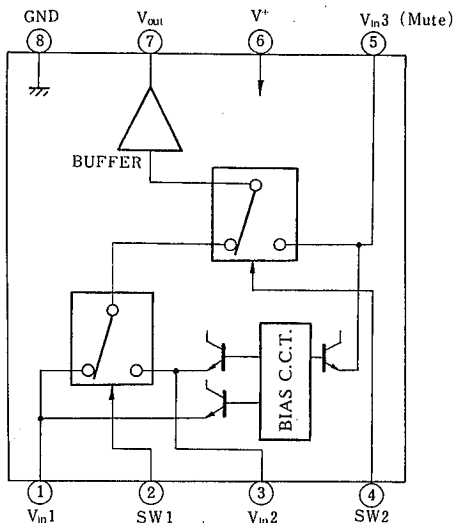 GND
Vout
V+
Vin3 (Mute)
8
7
6
5
BUFFER
BIAS C.C.T.
1
2
3
4
Vin1
SW1
Vin2
SW2